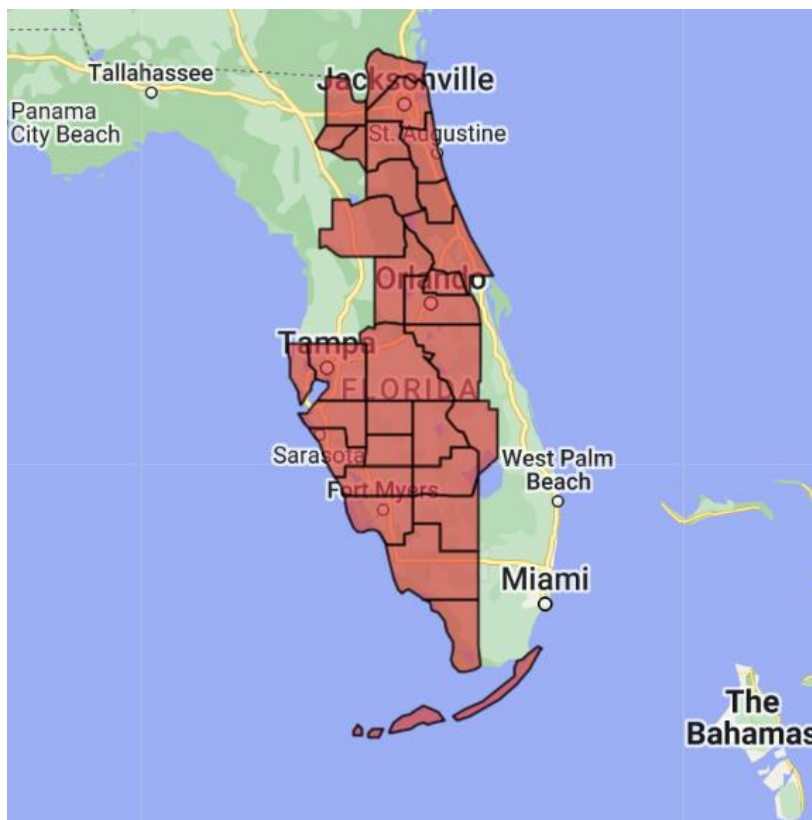 Tallahassee
Jacksonville
Panama
City Beach
St. Augustine
Orlando
Tampa
FLORIDA
Sarasota
West Palm
Beach
Fort Myers
Miami
The
Bahamas